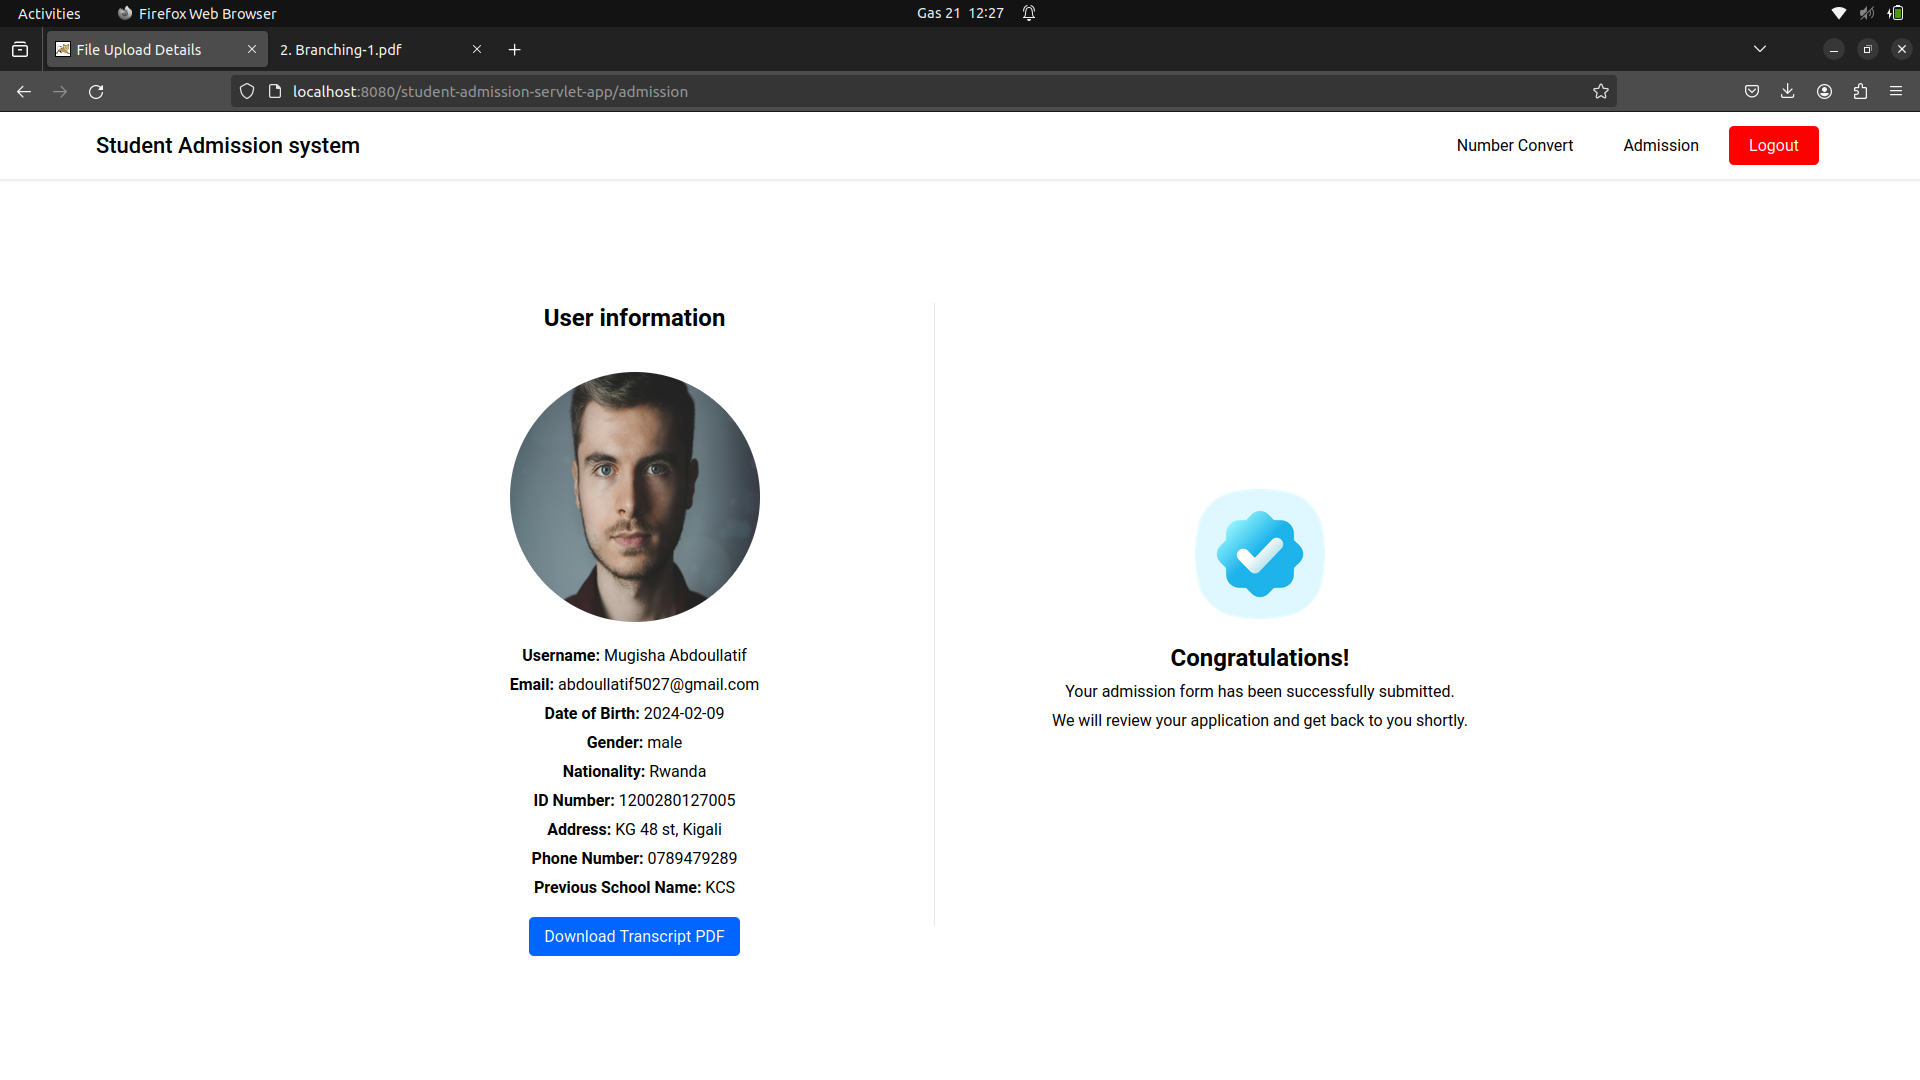 Activities
Firefox Web Browser
Gas 21 12:27
File Upload Details
2. Branching-1.pdf
localhost:8080/student-admission-servlet-app/admission
Student Admission system
Number Convert
Admission
Logout
User information
Username: Mugisha Abdoullatif
Email: abdoullatif5027@gmail.com
Date of Birth: 2024-02-09
Gender: male
Nationality: Rwanda
ID Number: 1200280127005
Address: KG 48 st, Kigali
Phone Number: 0789479289
Previous School Name: KCS
Download Transcript PDF
Congratulations!
Your admission form has been successfully submitted.
We will review your application and get back to you shortly.